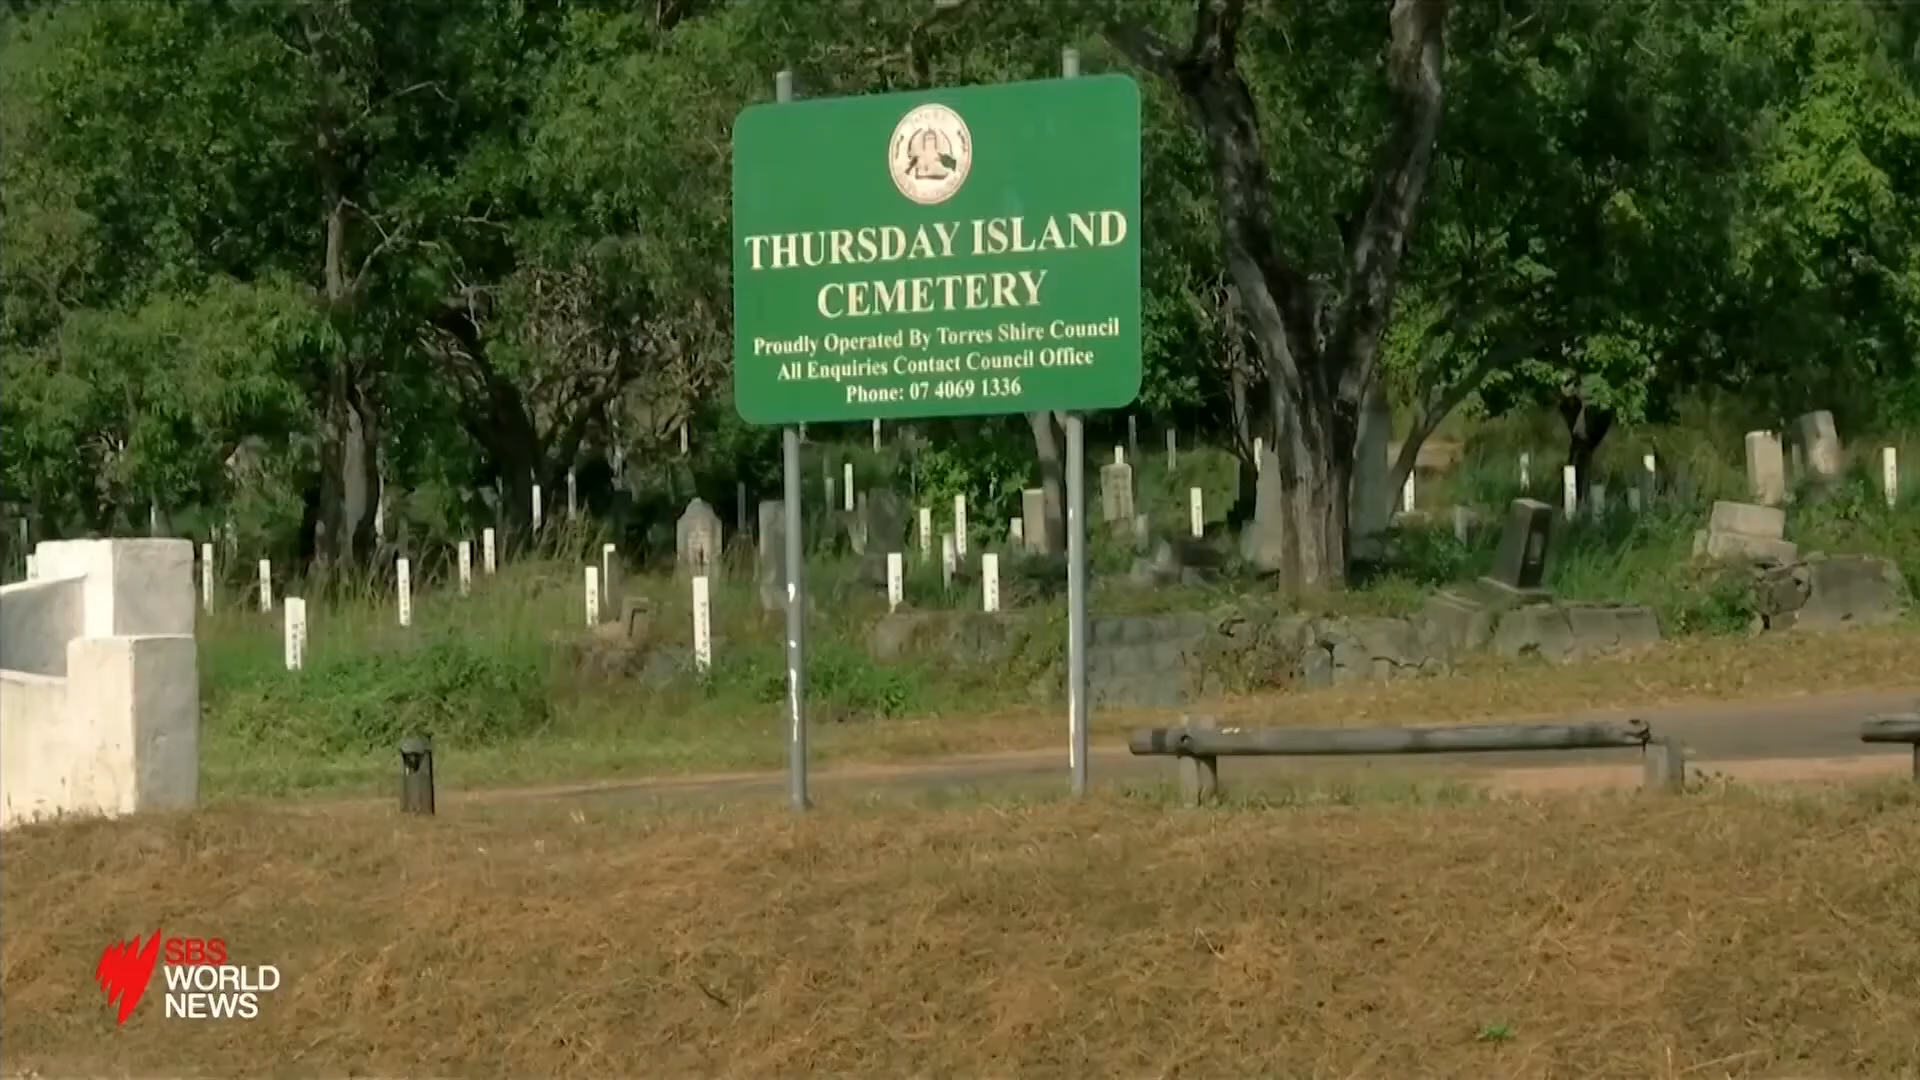 THURSDAY ISLAND
CEMETERY
Proudly Operated By Torres Shire Council
All Enquiries Contact Council Office
Phone: 07 4069 1336
SBS
WORLD
NEWS